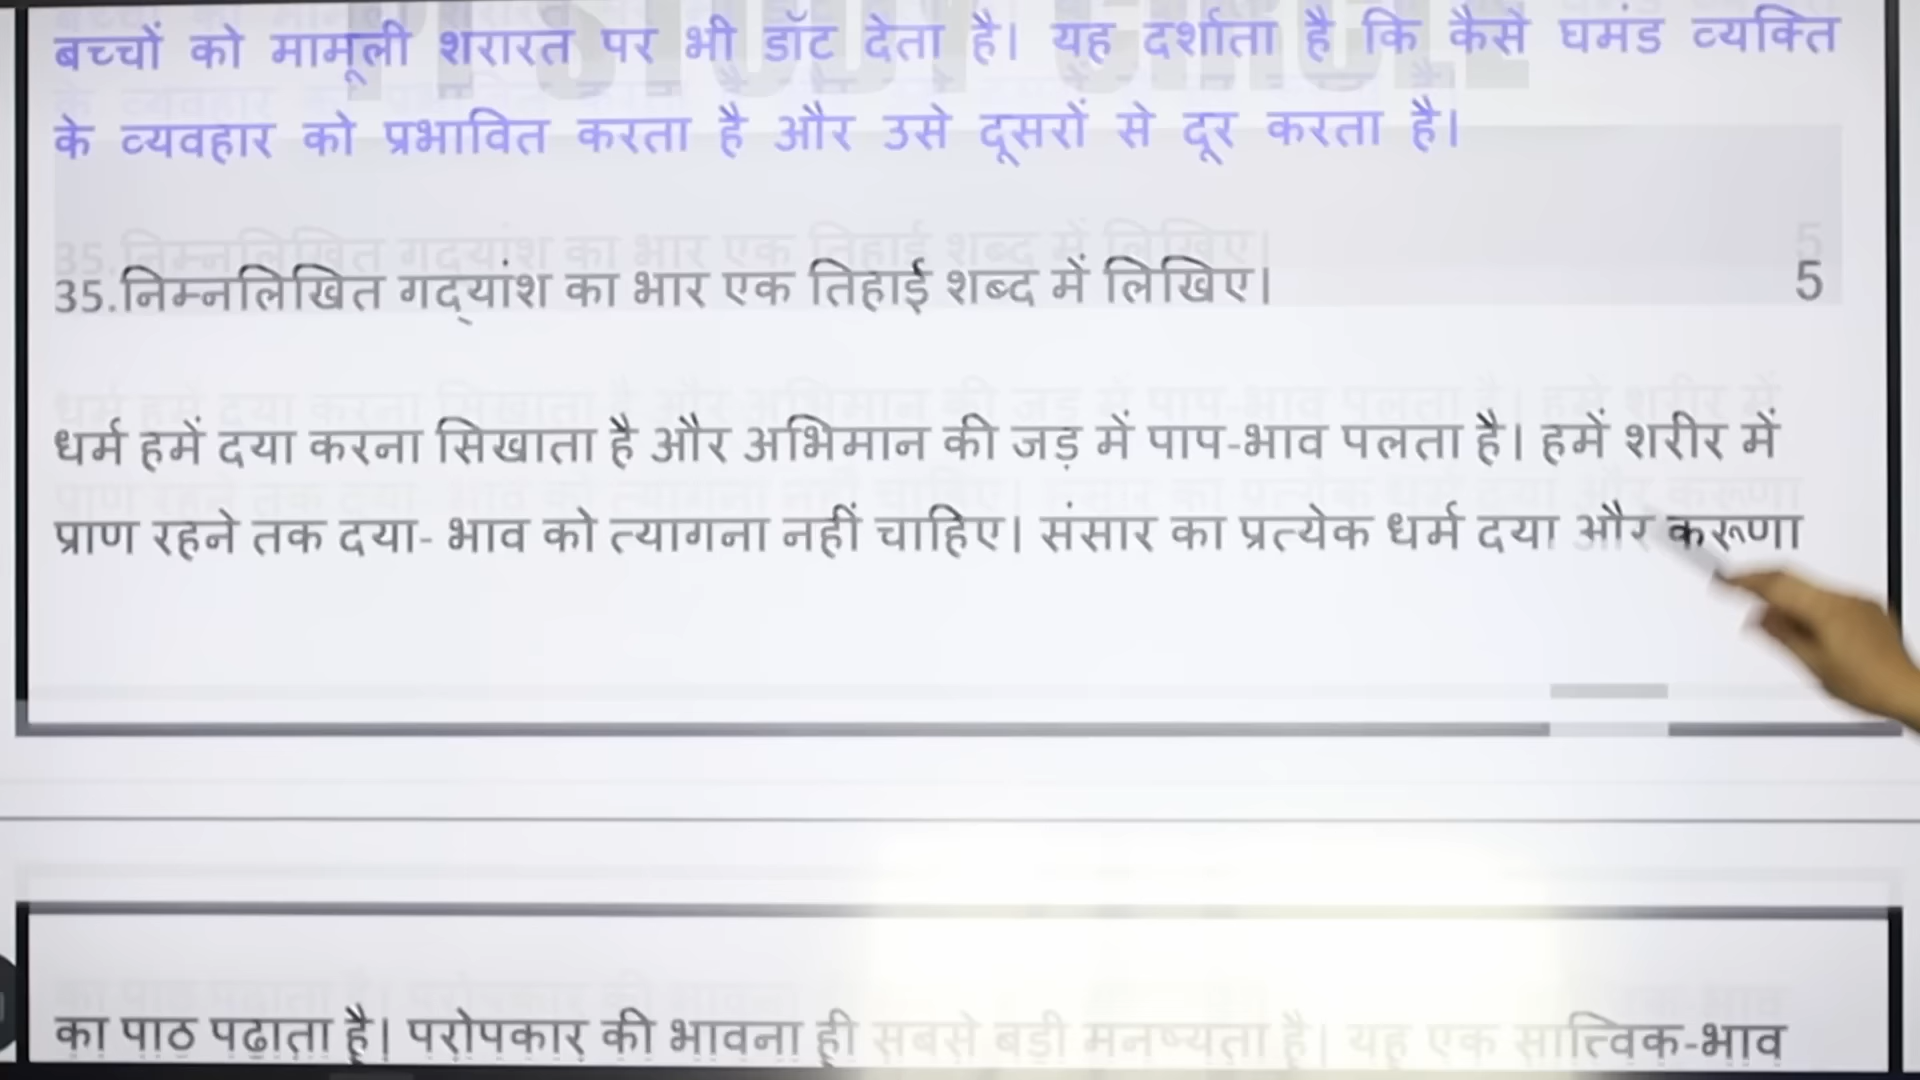 बच्चों को मामूली शरारत पर भी डॉट देता है। यह दर्शाता है कि कैसे घमंड व्यक्ति
के व्यवहार को प्रभावित करता है और उसे दूसरों से दूर करता है।
35.निम्नलिखित गद्यांश का भार एक तिहाई शब्द में लिखिए। 5
धर्म हमें दया करना सिखाता है और अभिमान की जड़ में पाप-भाव पलता है। हमें शरीर में
प्राण रहने तक दया- भाव को त्यागना नहीं चाहिए। संसार का प्रत्येक धर्म दया और करूणा
का पाठ पढ़ाता है। परोपकार की भावना ही सबसे बड़ी मनुष्यता है। यह एक सात्त्विक-भाव